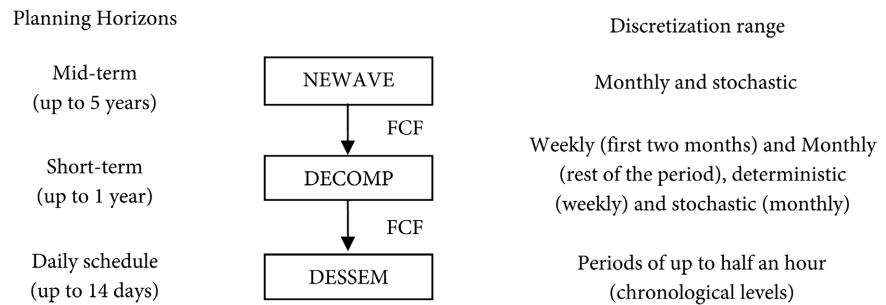 Planning Horizons
Discretization range
Mid-term
(up to 5 years)
NEWAVE
Monthly and stochastic
FCF
Short-term
(up to 1 year)
DECOMP
Weekly (first two months) and Monthly
(rest of the period), deterministic
(weekly) and stochastic (monthly)
FCF
Daily schedule
(up to 14 days)
DESSEM
Periods of up to half an hour
(chronological levels)